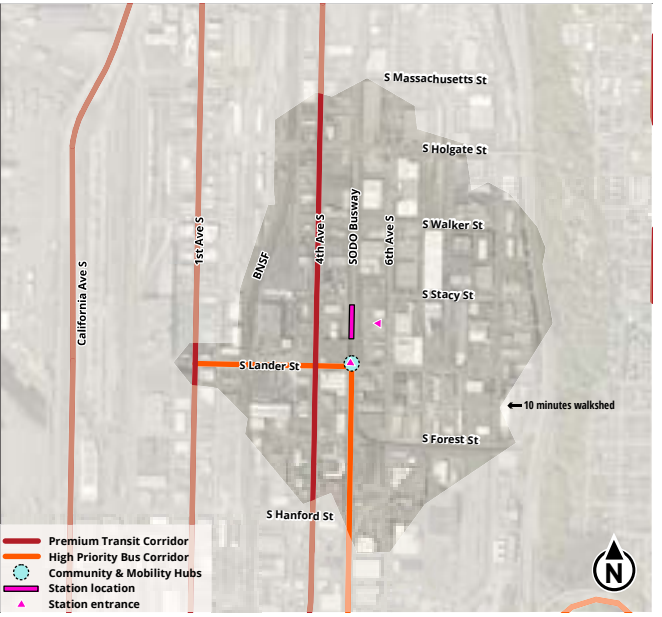 S Massachusetts St
S Holgate St
S Walker St
1st Ave S
4th Ave S
SODO Busway
6th Ave S
BNSF
California Ave S
S Stacy St
S Lander St
10 minutes walkshed
S Forest St
S Hanford St
Premium Transit Corridor
High Priority Bus Corridor
Community & Mobility Hubs
Station location
Station entrance
N